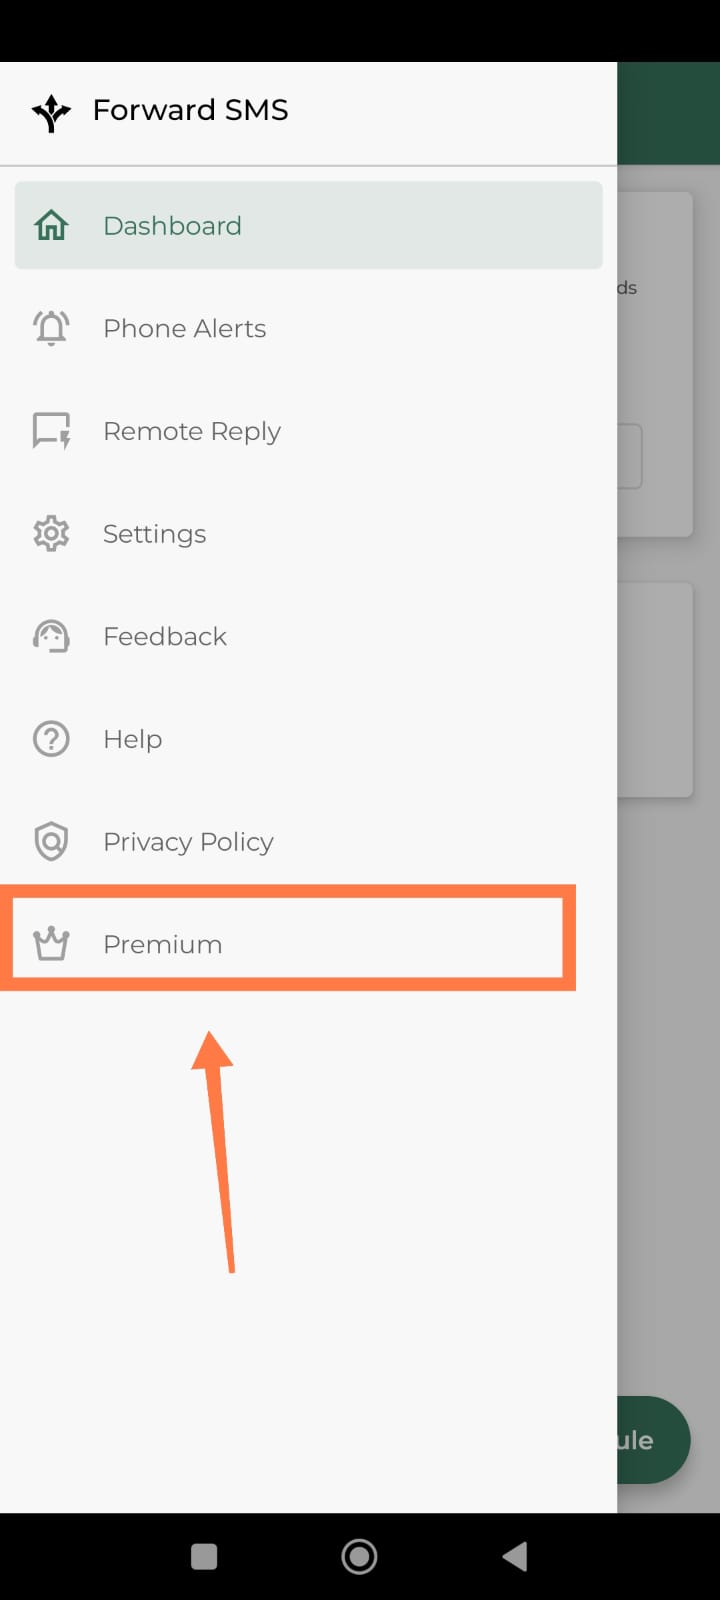 Forward SMS
Dashboard
ds
Phone Alerts
Remote Reply
Settings
Feedback
Help
Privacy Policy
Premium
ule